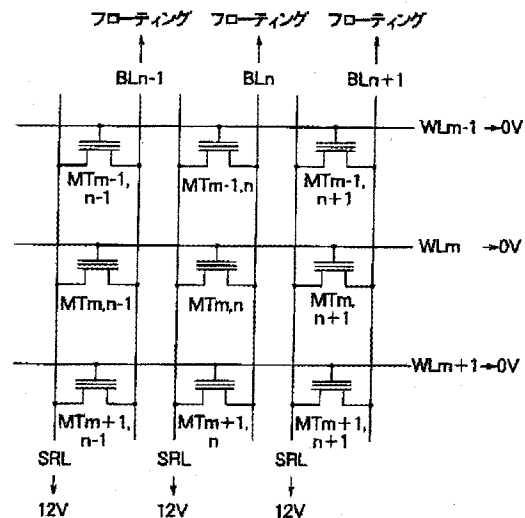 フローティング フローティング フローティング
BLn-1 BLn BLn+1
WLm-1→0V
MTm-1,
n-1
MTm-1,n
MTm-1,
n+1
WLm →0V
MTm,n-1
MTm,n
MTm,
n+1
WLm+1→0V
MTm+1,
n-1
MTm+1,
n
MTm+1,
n+1
SRL SRL SRL
12V 12V 12V